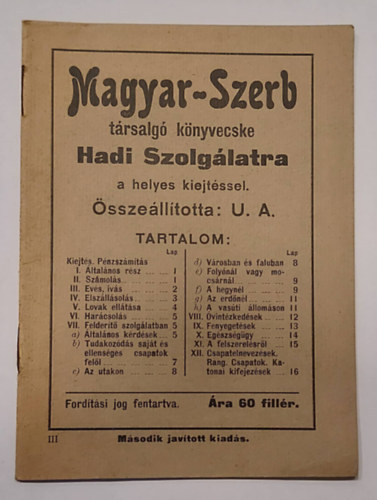 Magyar-Szerb
társalgó könyvecske
Hadi Szolgálatra
a helyes kiejtéssel.
Összeállította: U. A.
TARTALOM:
Lap
Kiejtés. Pénzszámítás
I. Általános rész ... 1
II. Számolás ... 1
III. Evés, ivás ... 2
IV. Elszállásolás ... 3
V. Lovak ellátása ... 4
VI. Harácsolás ... 5
VII. Felderítő szolgálatban 5
a) Általános kérdések . 5
b) Tudakozódás saját és
ellenséges csapatok
felől ... 7
c) Az utakon ... 8
Lap
d) Városban és faluban 8
e) Folyónál vagy mo-
csárnál ... 9
f) A hegynél ... 9
g) Az erdőnél ... 11
h) A vasúti állomáson 11
VIII. Óvintézkedések ... 12
IX. Fenyegetések ... 13
X. Egészségügy ... 14
XI. A felszerelésről ... 15
XII. Csapatelnevezések.
Rang. Csapatok. Ka-
tonai kifejezések ... 16
Fordítási jog fentartva.
Ára 60 fillér.
III
Második javított kiadás.